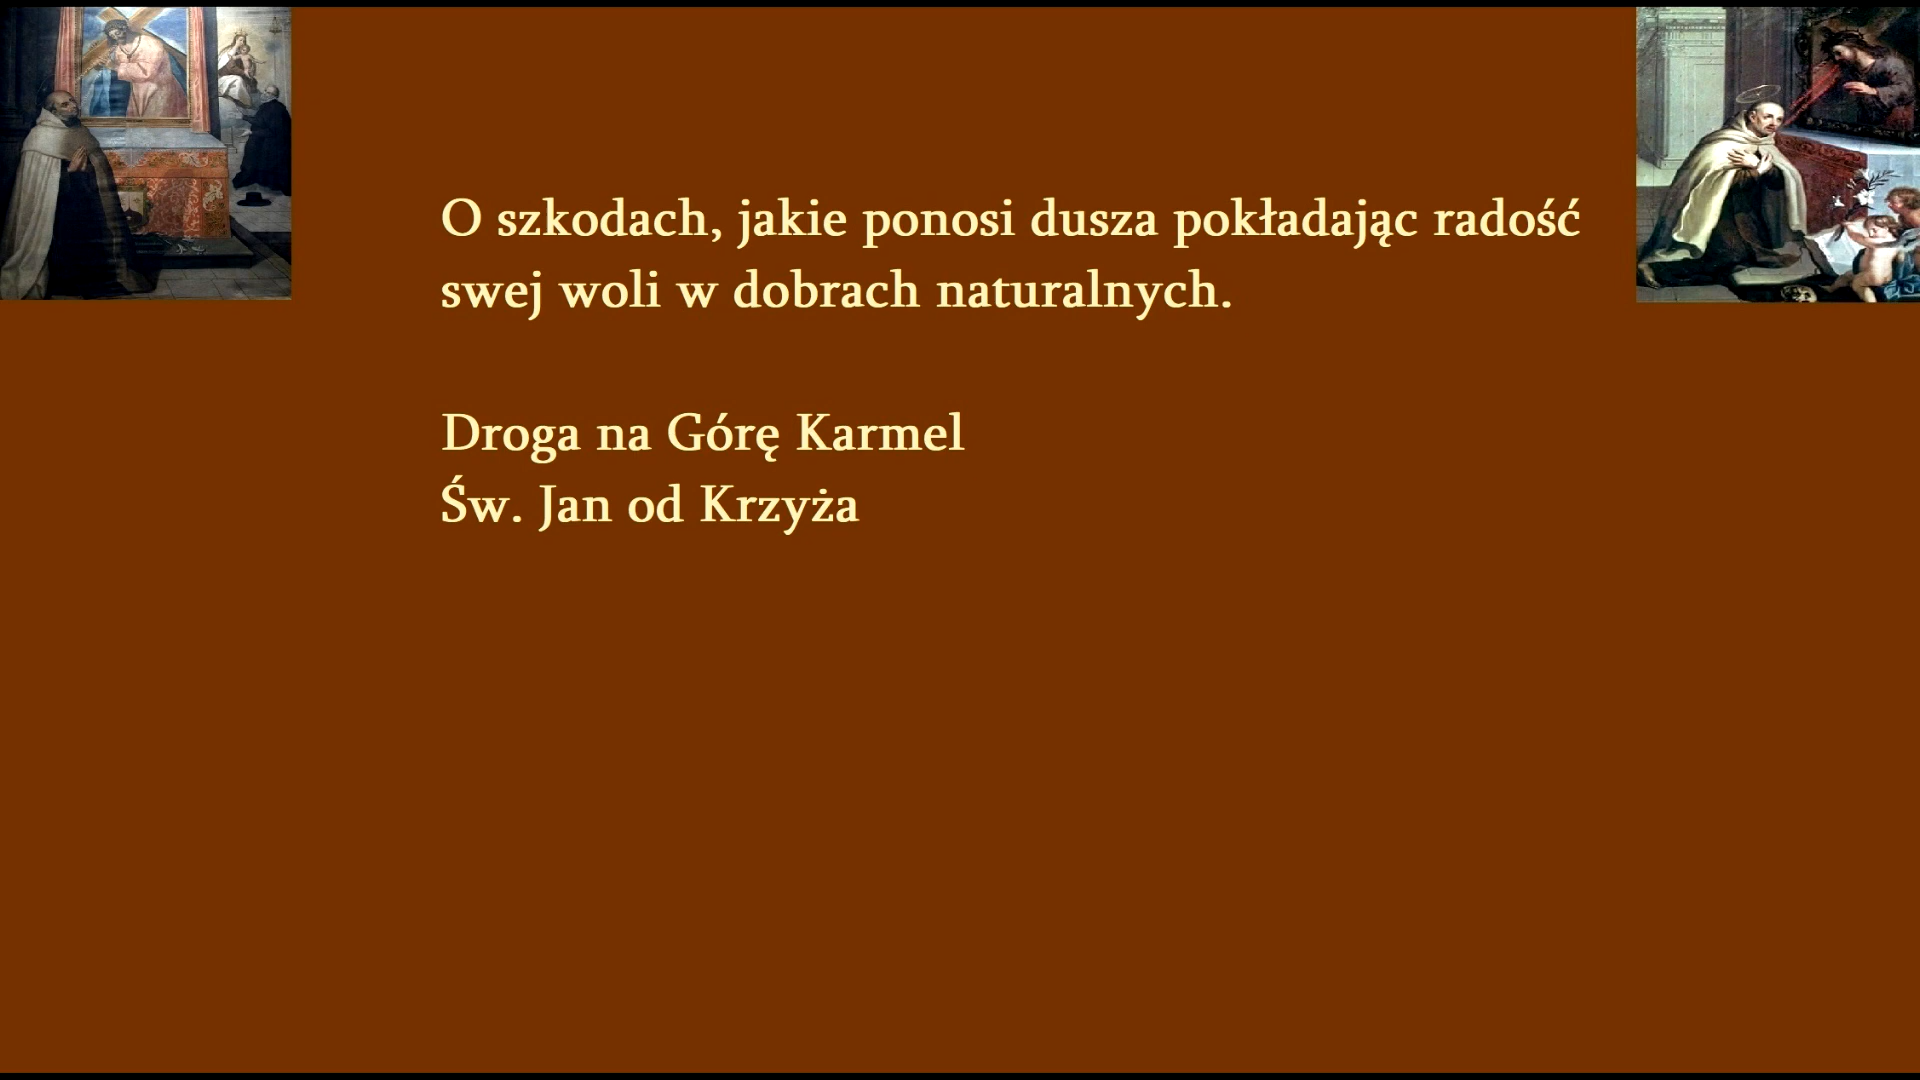 O szkodach, jakie ponosi dusza pokładając radość
swej woli w dobrach naturalnych.
Droga na Górę Karmel
Św. Jan od Krzyża